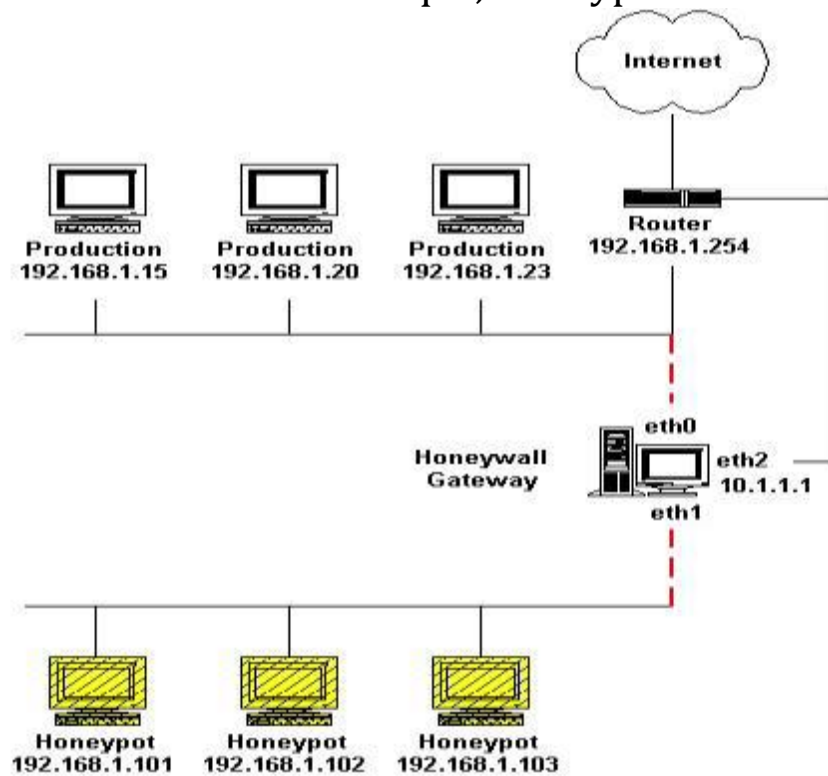 Internet
Production
192.168.1.15
Production
192.168.1.20
Production
192.168.1.23
Router
192.168.1.254
Honeywall
Gateway
eth0
eth2
10.1.1.1
eth1
Honeypot
192.168.1.101
Honeypot
192.168.1.102
Honeypot
192.168.1.103